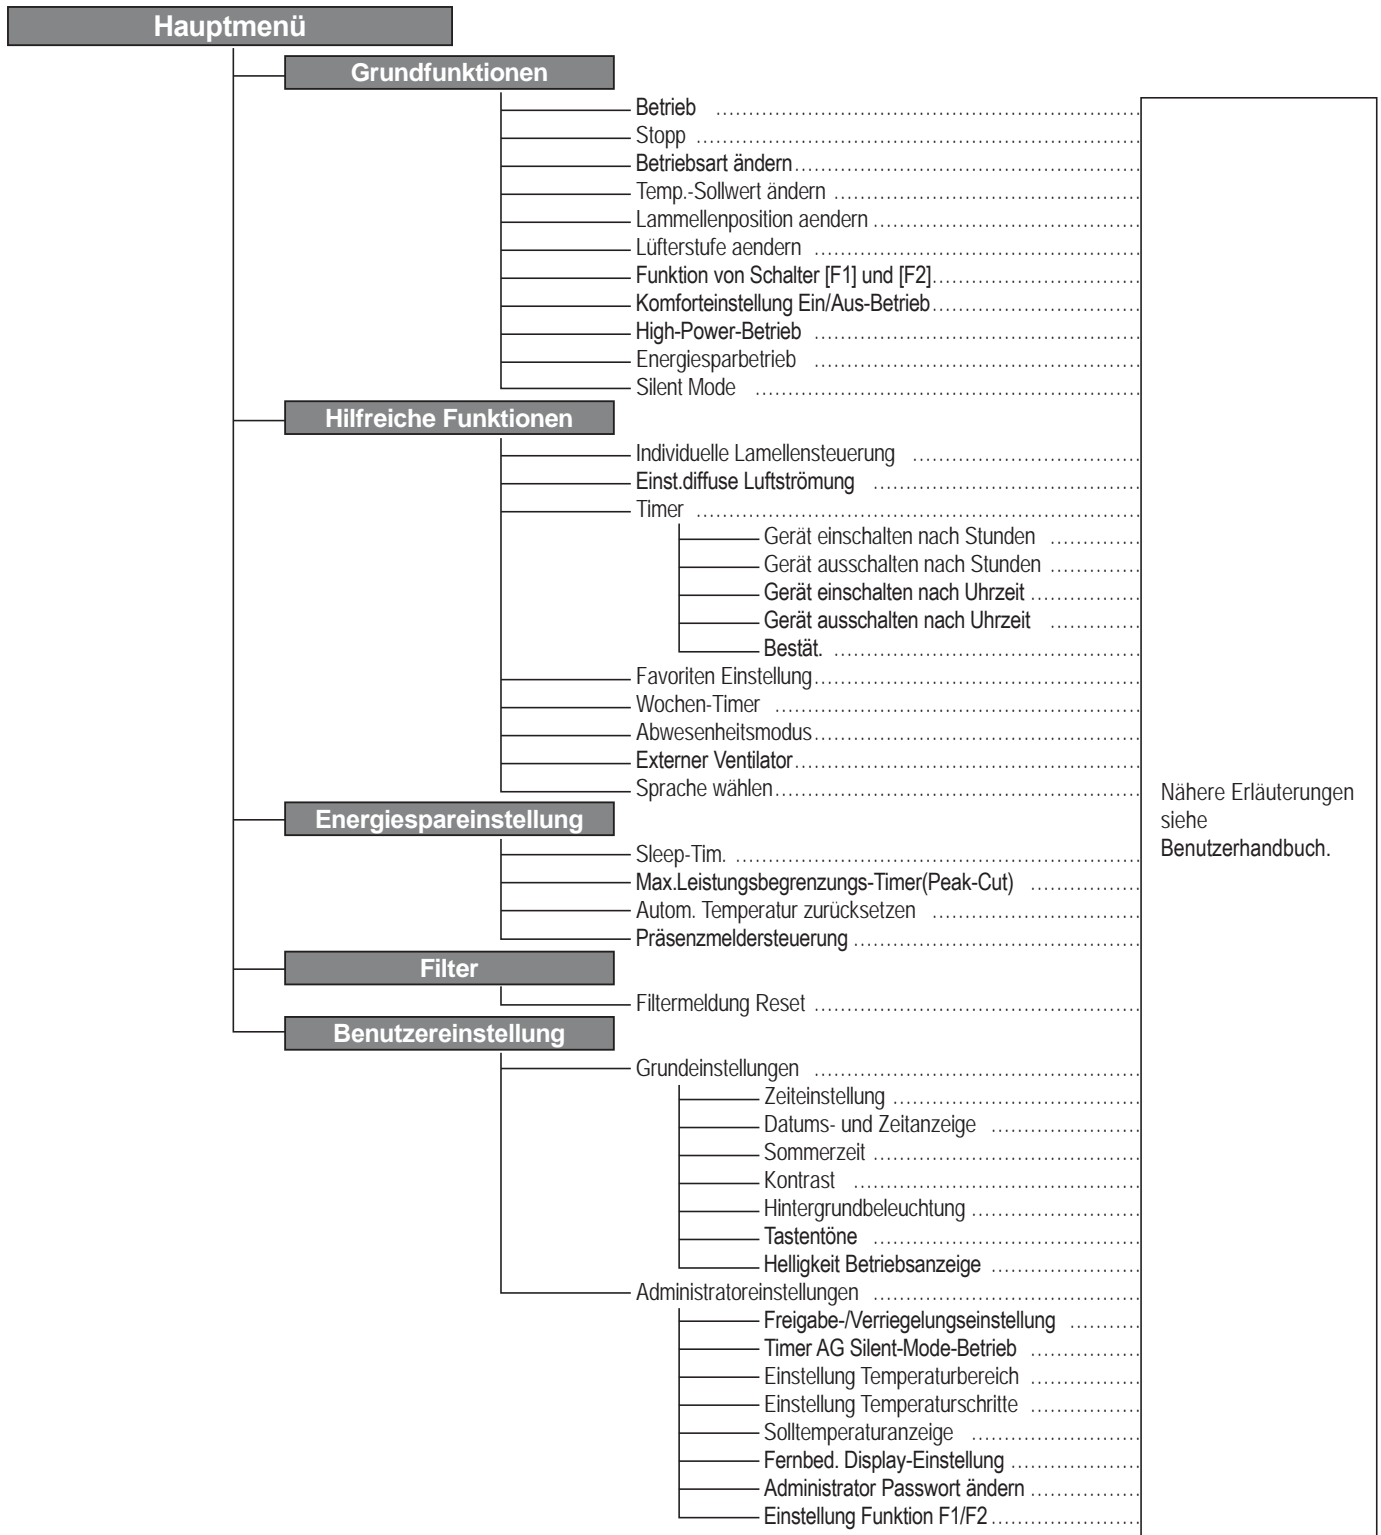 Hauptmenü
Grundfunktionen
Betrieb
Stopp
Betriebsart ändern
Temp.-Sollwert ändern
Lammellenposition aendern
Lüfterstufe aendern
Funktion von Schalter [F1] und [F2]
Komforteinstellung Ein/Aus-Betrieb
High-Power-Betrieb
Energiesparbetrieb
Silent Mode
Hilfreiche Funktionen
Individuelle Lamellensteuerung
Einst.diffuse Luftströmung
Timer
Gerät einschalten nach Stunden
Gerät ausschalten nach Stunden
Gerät einschalten nach Uhrzeit
Gerät ausschalten nach Uhrzeit
Bestät.
Favoriten Einstellung
Wochen-Timer
Abwesenheitsmodus
Externer Ventilator
Sprache wählen
Energiespareinstellung
Sleep-Tim.
Max.Leistungsbegrenzungs-Timer(Peak-Cut)
Autom. Temperatur zurücksetzen
Präsenzmeldersteuerung
Filter
Filtermeldung Reset
Benutzereinstellung
Grundeinstellungen
Zeiteinstellung
Datums- und Zeitanzeige
Sommerzeit
Kontrast
Hintergrundbeleuchtung
Tastentöne
Helligkeit Betriebsanzeige
Administratoreinstellungen
Freigabe-/Verriegelungseinstellung
Timer AG Silent-Mode-Betrieb
Einstellung Temperaturbereich
Einstellung Temperaturschritte
Solltemperaturanzeige
Fernbed. Display-Einstellung
Administrator Passwort ändern
Einstellung Funktion F1/F2
Nähere Erläuterungen
siehe
Benutzerhandbuch.